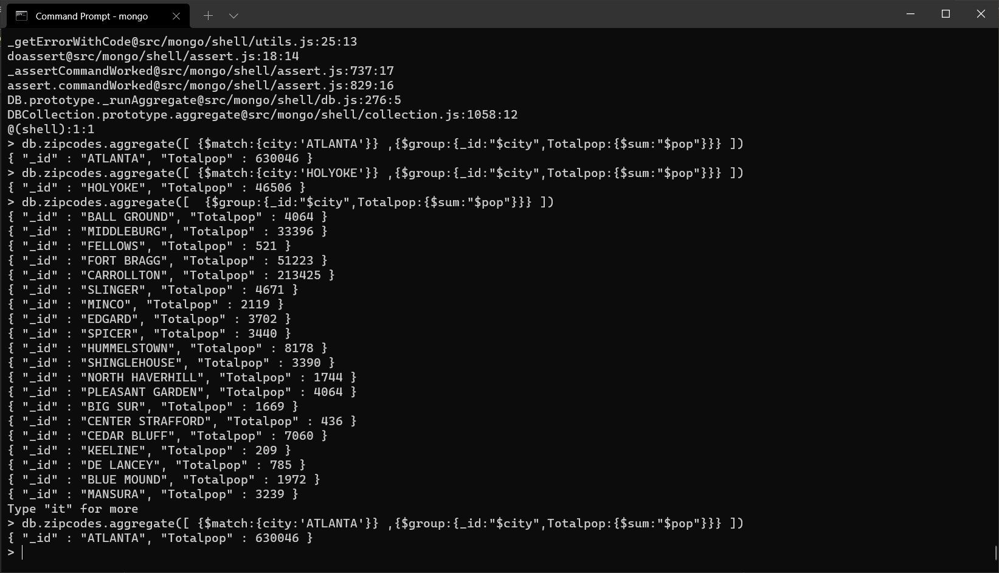 Command Prompt - mongo
_getErrorWithCode@src/mongo/shell/utils.js:25:13
doassert@src/mongo/shell/assert.js:18:14
_assertCommandWorked@src/mongo/shell/assert.js:737:17
assert.commandWorked@src/mongo/shell/assert.js:829:16
DB.prototype._runAggregate@src/mongo/shell/db.js:276:5
DBCollection.prototype.aggregate@src/mongo/shell/collection.js:1058:12
@(shell):1:1
> db.zipcodes.aggregate([ {$match:{city:'ATLANTA'}} ,{$group:{_id:"$city",Totalpop:{$sum:"$pop"}}} ])
{ "_id" : "ATLANTA", "Totalpop" : 630046 }
> db.zipcodes.aggregate([ {$match:{city:'HOLYOKE'}} ,{$group:{_id:"$city",Totalpop:{$sum:"$pop"}}} ])
{ "_id" : "HOLYOKE", "Totalpop" : 46506 }
> db.zipcodes.aggregate([  {$group:{_id:"$city",Totalpop:{$sum:"$pop"}}} ])
{ "_id" : "BALL GROUND", "Totalpop" : 4064 }
{ "_id" : "MIDDLEBURG", "Totalpop" : 33396 }
{ "_id" : "FELLOWS", "Totalpop" : 521 }
{ "_id" : "FORT BRAGG", "Totalpop" : 51223 }
{ "_id" : "CARROLLTON", "Totalpop" : 213425 }
{ "_id" : "SLINGER", "Totalpop" : 4671 }
{ "_id" : "MINCO", "Totalpop" : 2119 }
{ "_id" : "EDGARD", "Totalpop" : 3702 }
{ "_id" : "SPICER", "Totalpop" : 3440 }
{ "_id" : "HUMMELSTOWN", "Totalpop" : 8178 }
{ "_id" : "SHINGLEHOUSE", "Totalpop" : 3390 }
{ "_id" : "NORTH HAVERHILL", "Totalpop" : 1744 }
{ "_id" : "PLEASANT GARDEN", "Totalpop" : 4064 }
{ "_id" : "BIG SUR", "Totalpop" : 1669 }
{ "_id" : "CENTER STRAFFORD", "Totalpop" : 436 }
{ "_id" : "CEDAR BLUFF", "Totalpop" : 7060 }
{ "_id" : "KEELINE", "Totalpop" : 209 }
{ "_id" : "DE LANCEY", "Totalpop" : 785 }
{ "_id" : "BLUE MOUND", "Totalpop" : 1972 }
{ "_id" : "MANSURA", "Totalpop" : 3239 }
Type "it" for more
> db.zipcodes.aggregate([ {$match:{city:'ATLANTA'}} ,{$group:{_id:"$city",Totalpop:{$sum:"$pop"}}} ])
{ "_id" : "ATLANTA", "Totalpop" : 630046 }
>